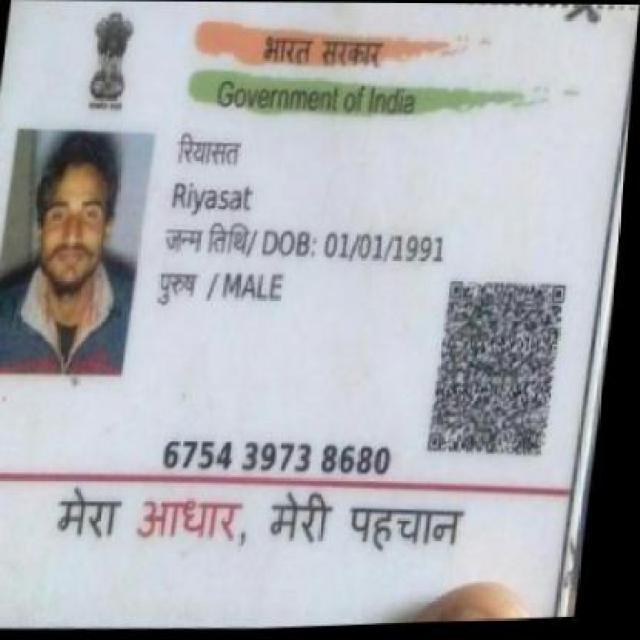 भारत सरकार
Government of India
रियासत
Riyasat
जन्म तिथि/ DOB: 01/01/1991
पुरुष / MALE
6754 3973 8680
मेरा आधार, मेरी पहचान